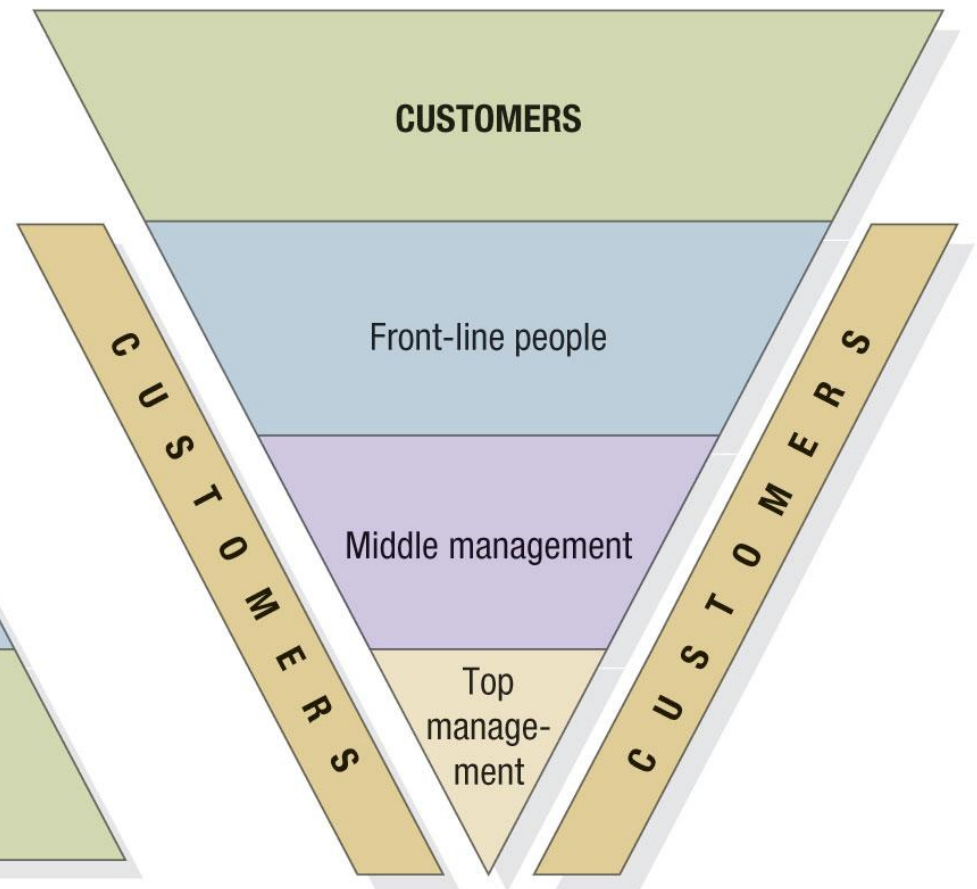 CUSTOMERS
Front-line people
Middle management
Top
manage-
ment
CUSTOMERS
CUSTOMERS